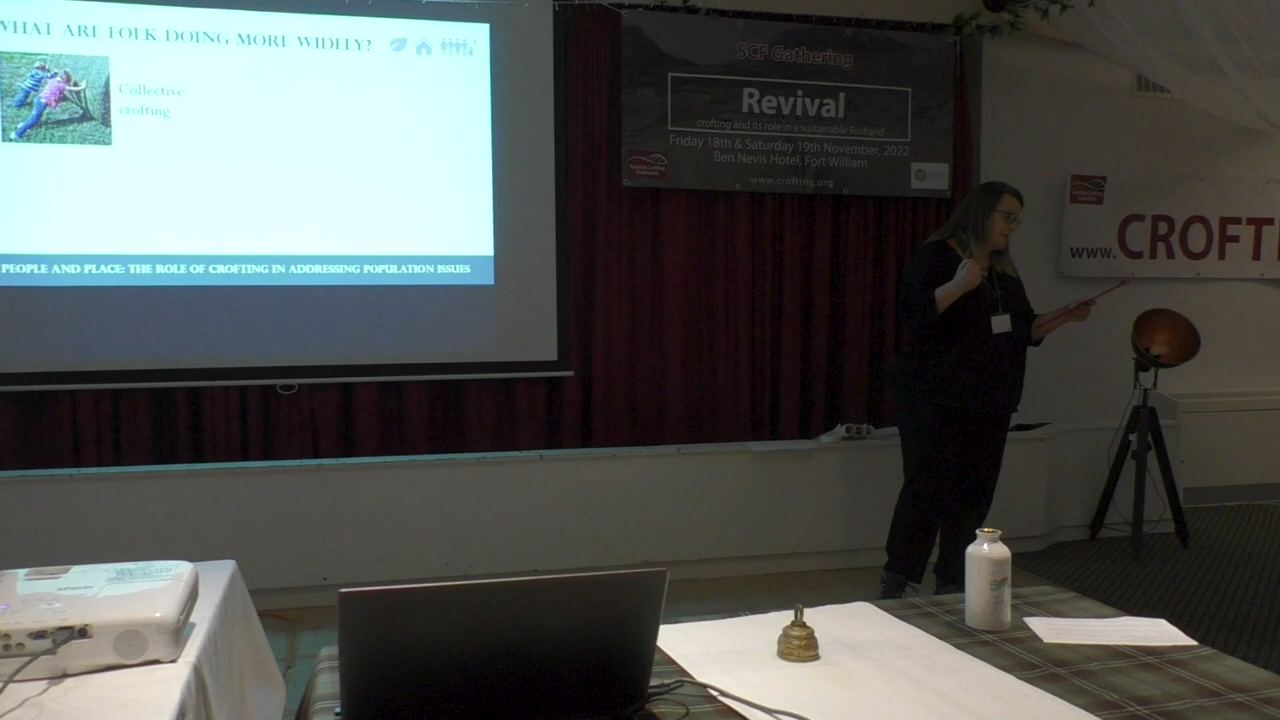 WHAT ARE FOLK DOING MORE WIDELY?
Collective
crofting
PEOPLE AND PLACE: THE ROLE OF CROFTING IN ADDRESSING POPULATION ISSUES
SCF Gathering
Revival
crofting and its role in a sustainable Scotland
Friday 18th & Saturday 19th November, 2022
Ben Nevis Hotel, Fort William
www.crofting.org
www.CROFTI
EPSON